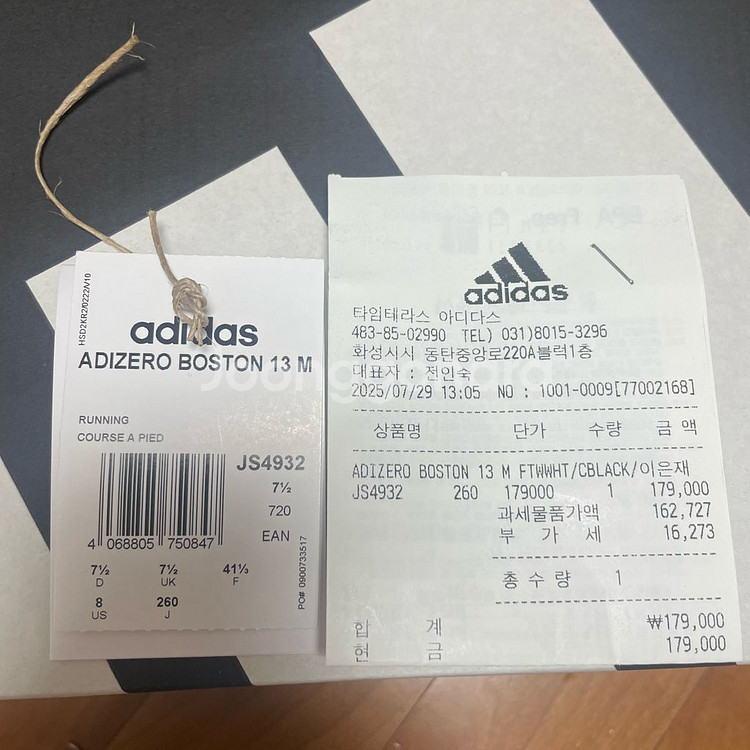 HSD2KR2/0222/V/10
adidas
ADIZERO BOSTON 13 M
RUNNING
COURSE A PIED
JS4932
7½
720
EAN
4 068805 750847
7½ 7½ 41⅓
D UK F
8 260
US J
PO# 0900733517
adidas
타임테라스 아디다스
483-85-02990 TEL) 031)8015-3296
화성시시 동탄중앙로220A블럭1층
대표자 : 전인숙
2025/07/29 13:05 NO : 1001-0009[77002168]
상품명 단가 수량 금 액
ADIZERO BOSTON 13 M FTWWHT/CBLACK/이은재
JS4932 260 179000 1 179,000
과세물품가액 162,727
부 가 세 16,273
총 수 량 1
합 계 ₩179,000
현 금 179,000